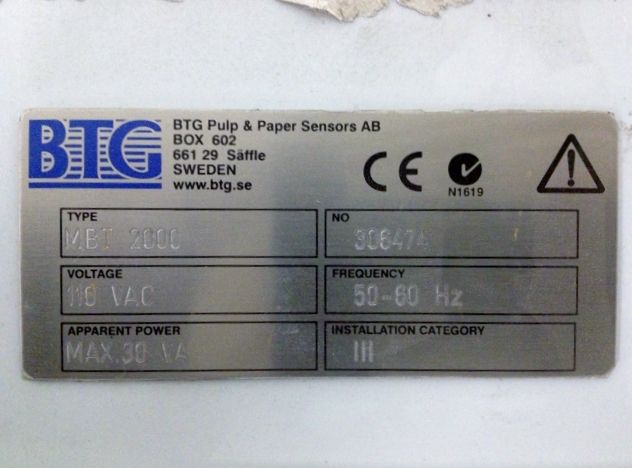 BTG
BTG Pulp & Paper Sensors AB
BOX 602
661 29 Säffle
SWEDEN
www.btg.se
CE
N1619
TYPE
MBT 2000
NO
306474
VOLTAGE
110 VAC
FREQUENCY
50-60 Hz
APPARENT POWER
MAX.30 VA
INSTALLATION CATEGORY
III